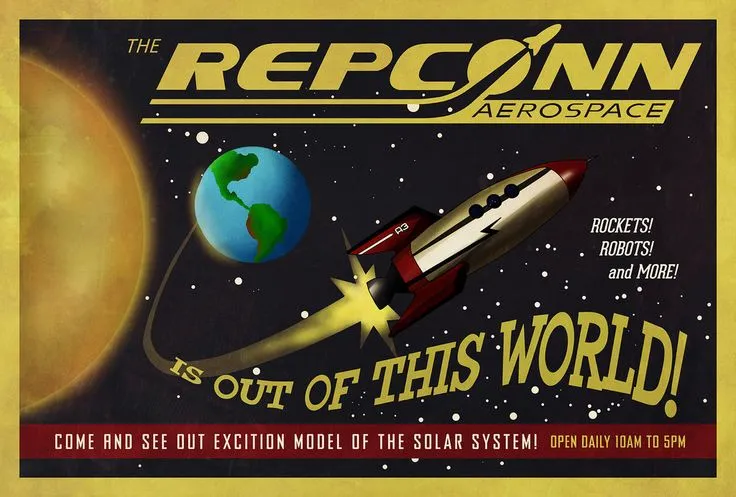 THE
REPCONN
AEROSPACE
A3
ROCKETS!
ROBOTS!
and MORE!
IS OUT OF THIS WORLD!
COME AND SEE OUT EXCITION MODEL OF THE SOLAR SYSTEM! OPEN DAILY 10AM TO 5PM